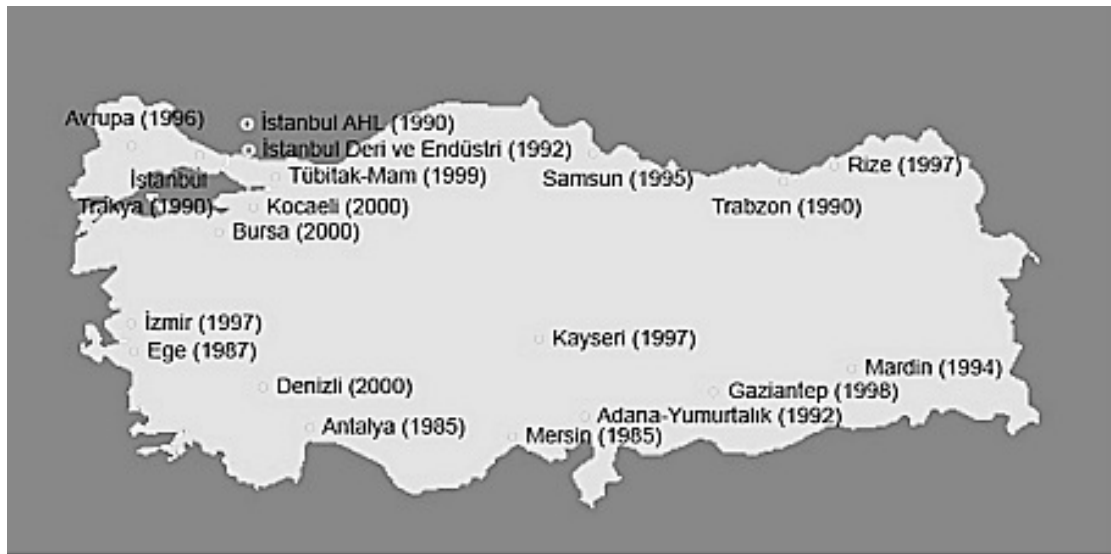 Avrupa (1996)
İstanbul AHL (1990)
İstanbul Deri ve Endüstri (1992)
Tübitak-Mam (1999)
İstanbul
Trakya (1990)
Kocaeli (2000)
Bursa (2000)
Samsun (1995)
Rize (1997)
Trabzon (1990)
İzmir (1997)
Ege (1987)
Kayseri (1997)
Mardin (1994)
Denizli (2000)
Gaziantep (1998)
Adana-Yumurtalık (1992)
Antalya (1985)
Mersin (1985)